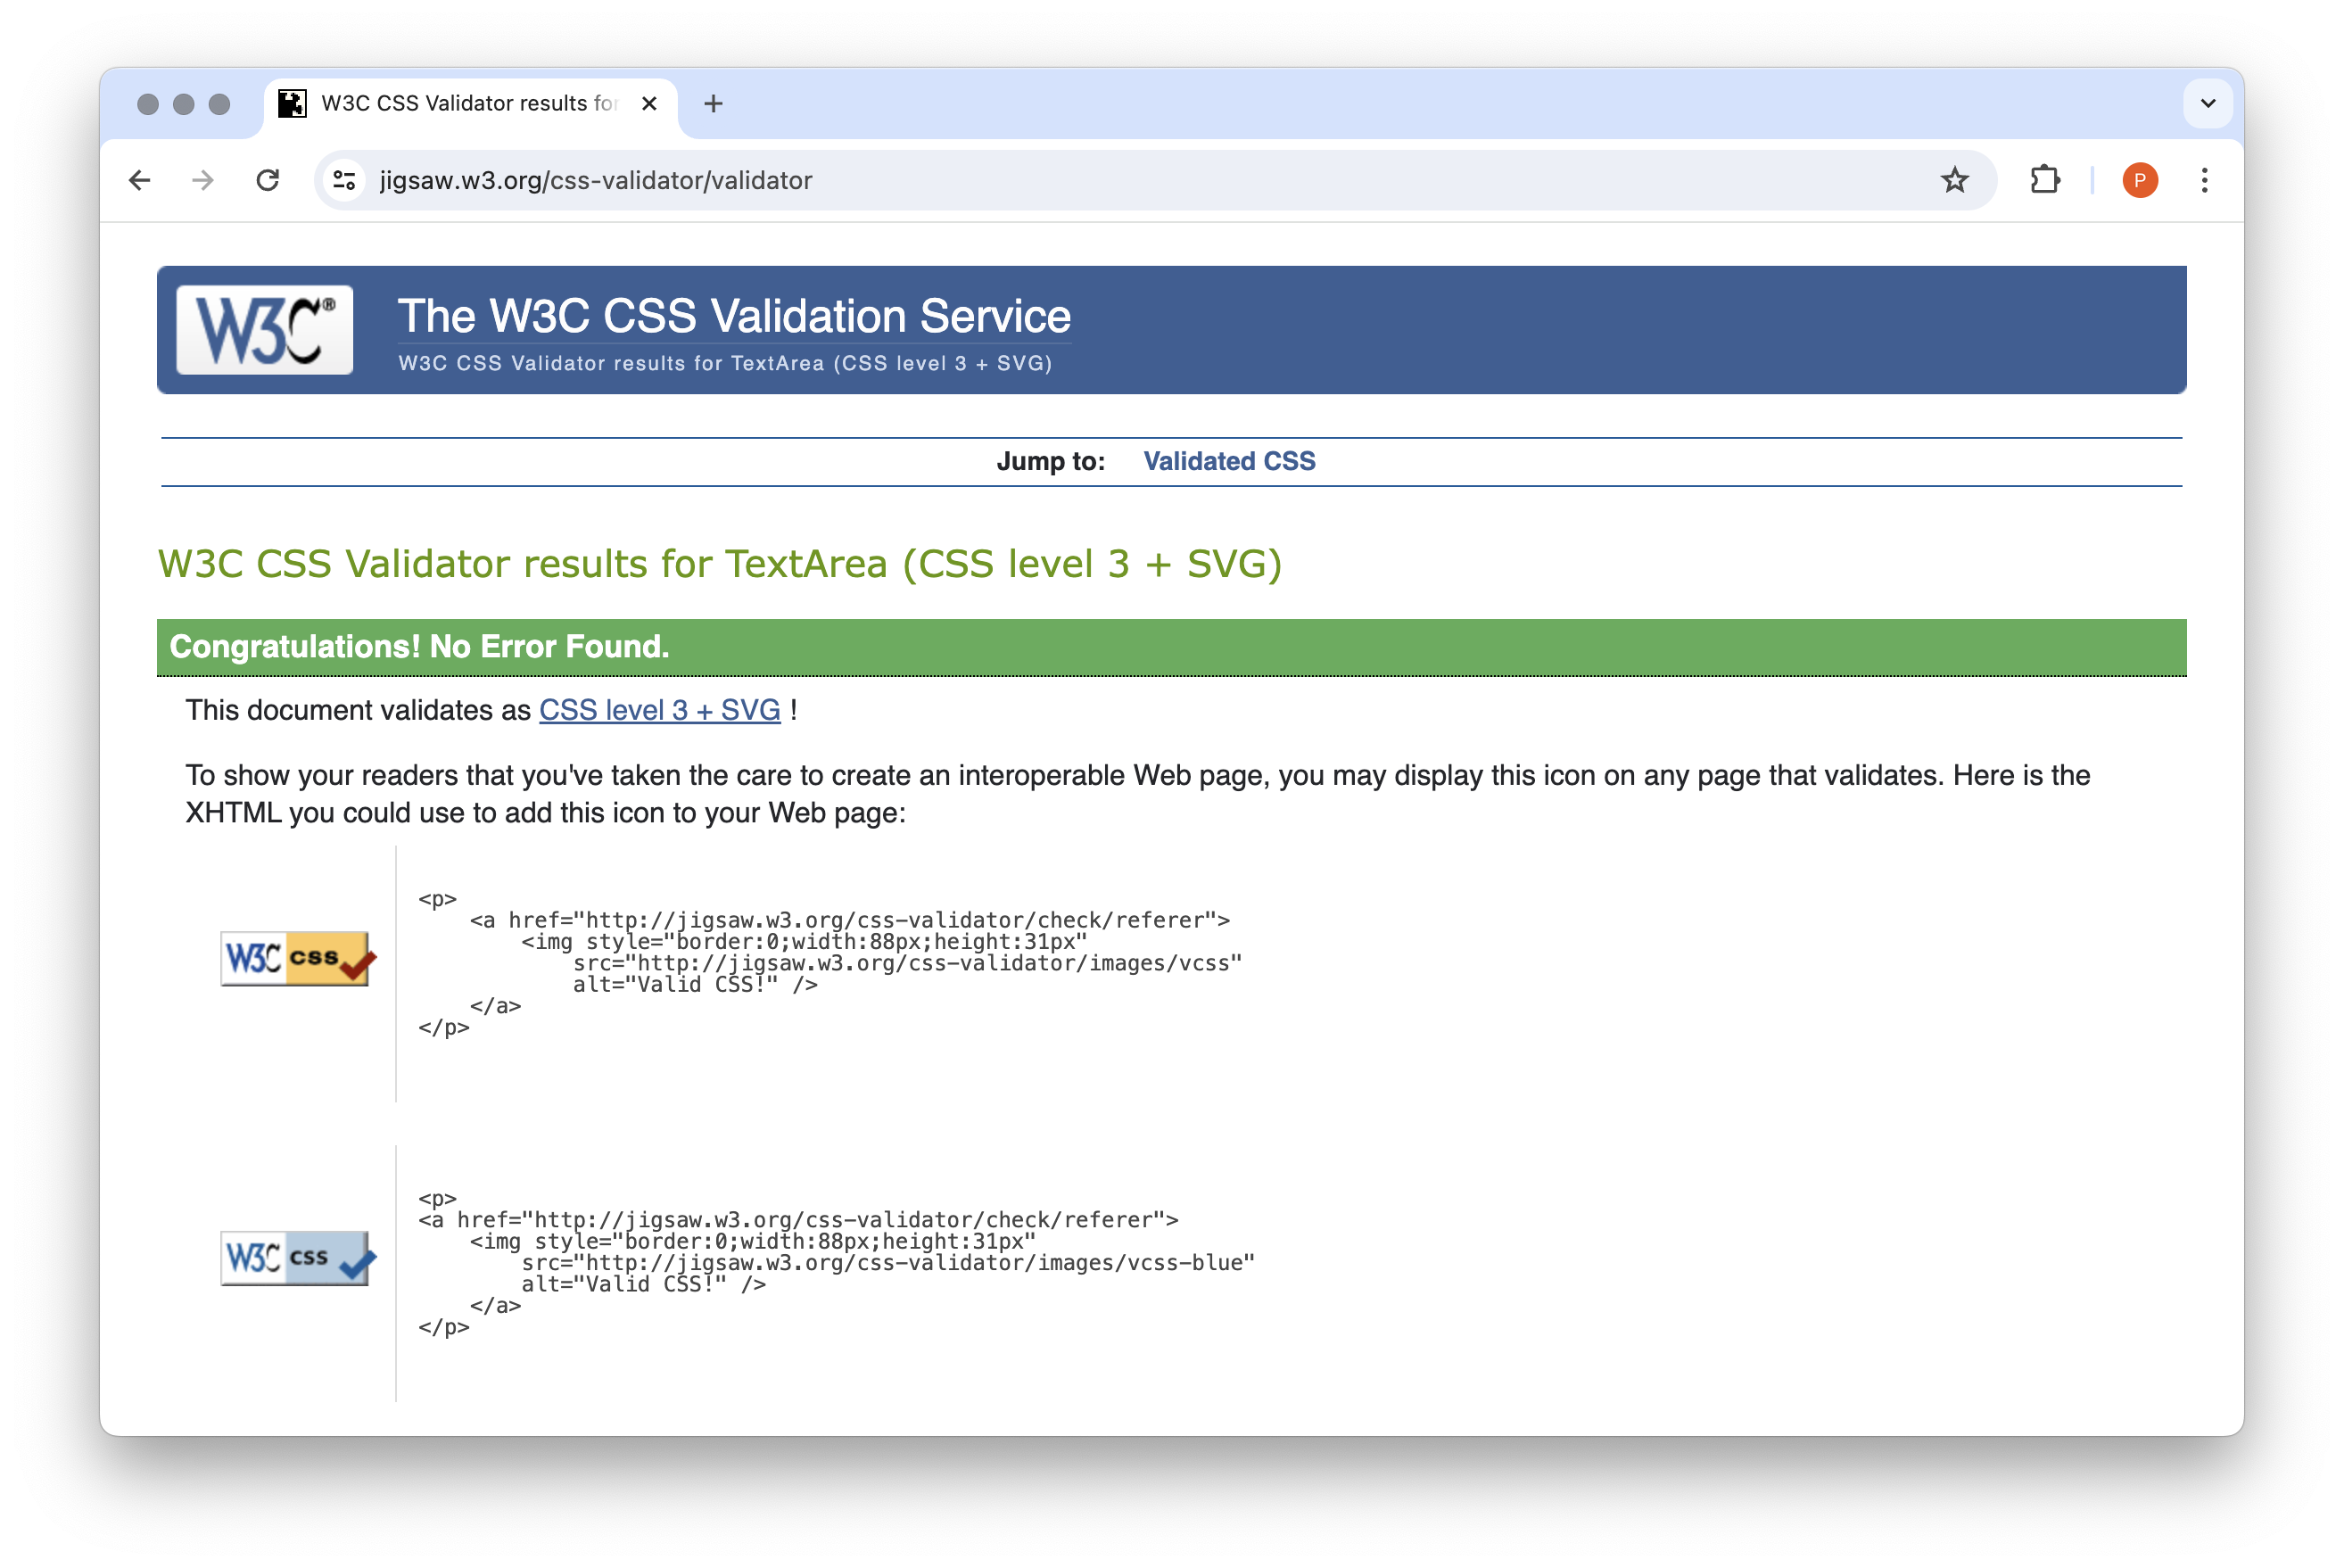 W3C CSS Validator results for
jigsaw.w3.org/css-validator/validator
P
W3C®
The W3C CSS Validation Service
W3C CSS Validator results for TextArea (CSS level 3 + SVG)
Jump to: Validated CSS
W3C CSS Validator results for TextArea (CSS level 3 + SVG)
Congratulations! No Error Found.
This document validates as CSS level 3 + SVG !
To show your readers that you've taken the care to create an interoperable Web page, you may display this icon on any page that validates. Here is the
XHTML you could use to add this icon to your Web page:
W3C css
<p>
    <a href="http://jigsaw.w3.org/css-validator/check/referer">
        <img style="border:0;width:88px;height:31px"
            src="http://jigsaw.w3.org/css-validator/images/vcss"
            alt="Valid CSS!" />
    </a>
</p>
W3C css
<p>
<a href="http://jigsaw.w3.org/css-validator/check/referer">
    <img style="border:0;width:88px;height:31px"
        src="http://jigsaw.w3.org/css-validator/images/vcss-blue"
        alt="Valid CSS!" />
    </a>
</p>